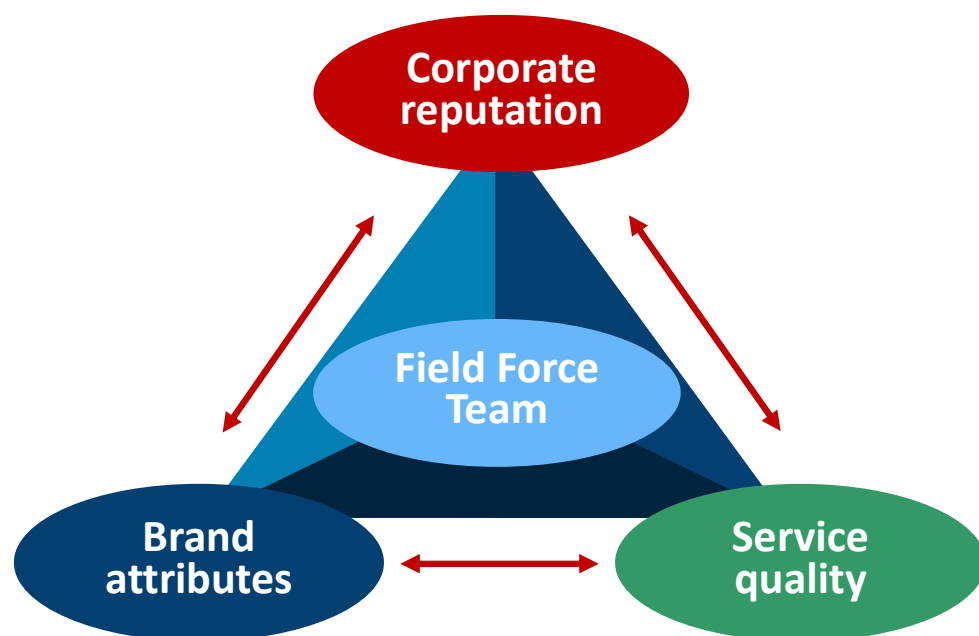 Corporate
reputation
Field Force
Team
Brand
attributes
Service
quality